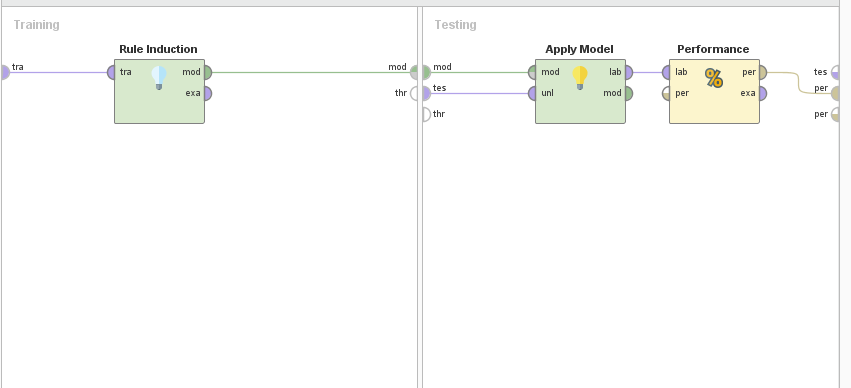 Training
Testing
Rule Induction
Apply Model
Performance
tra
tra
mod
mod
mod
mod
lab
lab
per
tes
exa
thr
tes
unl
mod
per
exa
per
thr
per